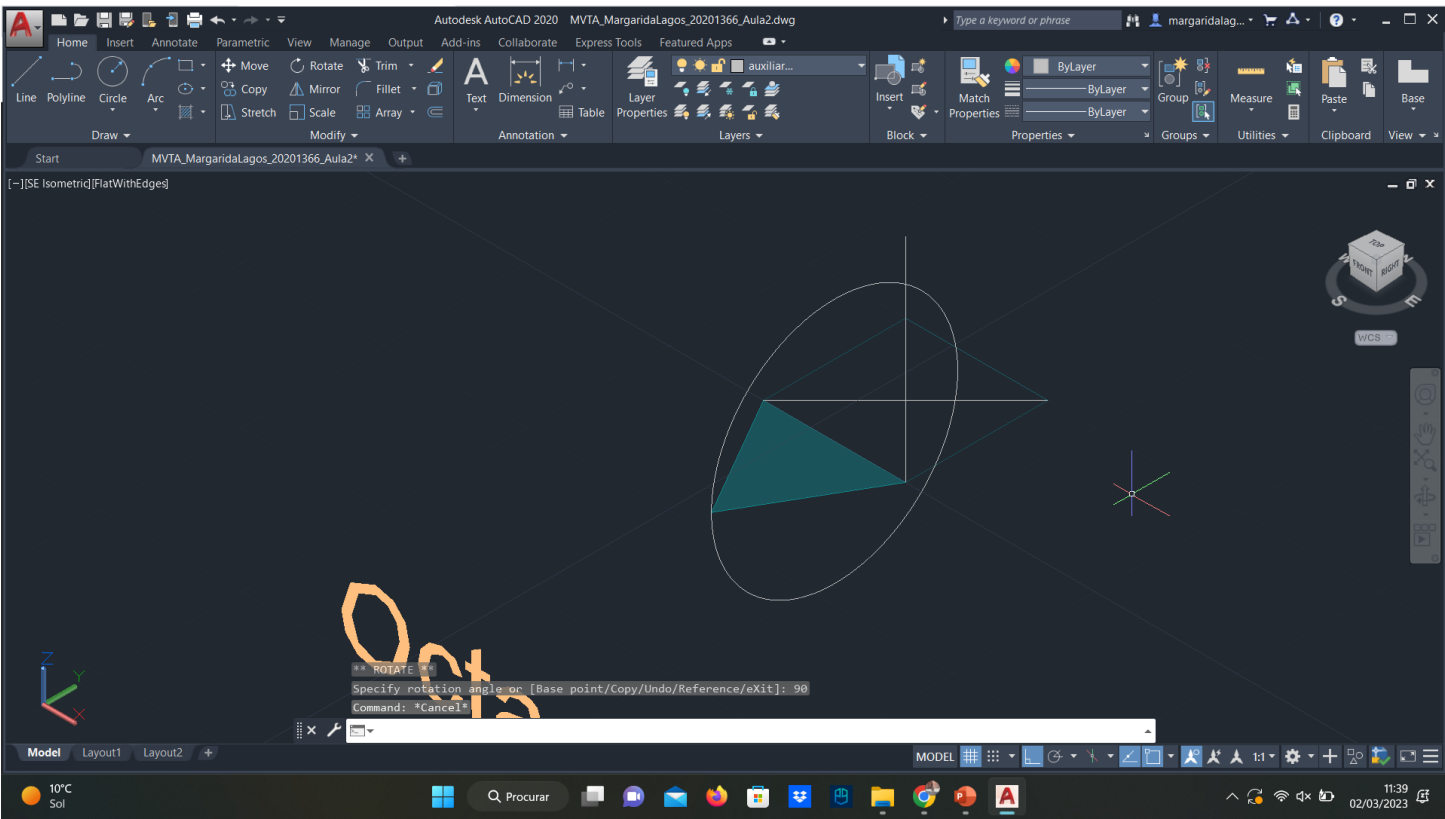 Autodesk AutoCAD 2020 MVTA_MargaridaLagos_20201366_Aula2.dwg
Type a keyword or phrase
margaridalag...
Home Insert Annotate Parametric View Manage Output Add-ins Collaborate Express Tools Featured Apps
Move Rotate Trim
auxiliar...
ByLayer
Copy Mirror Fillet
ByLayer
Line Polyline Circle Arc
Text Dimension
Layer Properties
Insert
Match Properties
Group
Measure
Paste
Base
Stretch Scale Array
Table
ByLayer
Draw Modify Annotation Layers Block Properties Groups Utilities Clipboard View
Start MVTA_MargaridaLagos_20201366_Aula2*
[−][SE Isometric][FlatWithEdges]
TOP
FRONT RIGHT
S E
WCS
Z
Y
X
** ROTATE **
Specify rotation angle or [Base point/Copy/Undo/Reference/eXit]: 90
Command: *Cancel*
Model Layout1 Layout2 +
MODEL
1:1
10°C
Sol
Procurar
11:39
02/03/2023